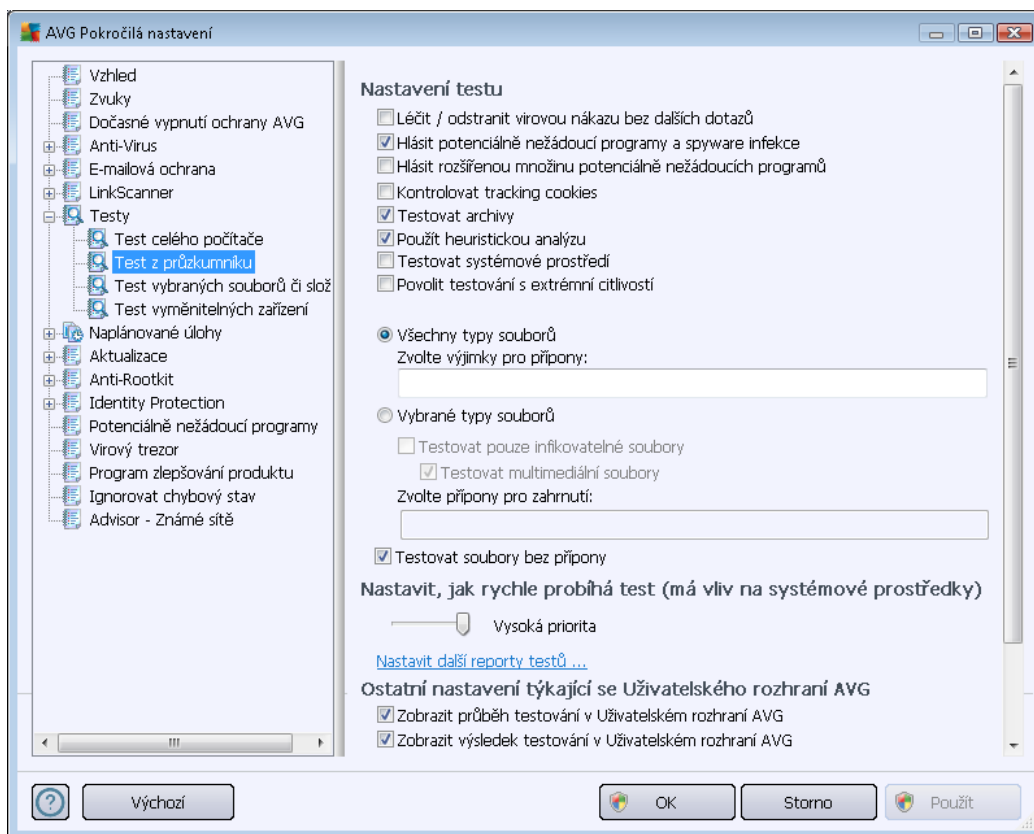 AVG Pokročilá nastavení
Vzhled
Zvuky
Dočasné vypnutí ochrany AVG
Anti-Virus
E-mailová ochrana
LinkScanner
Testy
Test celého počítače
Test z průzkumníku
Test vybraných souborů či slož
Test vyměnitelných zařízení
Naplánované úlohy
Aktualizace
Anti-Rootkit
Identity Protection
Potenciálně nežádoucí programy
Virový trezor
Program zlepšování produktu
Ignorovat chybový stav
Advisor - Známé sítě
Nastavení testu
Léčit / odstranit virovou nákazu bez dalších dotazů
Hlásit potenciálně nežádoucí programy a spyware infekce
Hlásit rozšířenou množinu potenciálně nežádoucích programů
Kontrolovat tracking cookies
Testovat archivy
Použít heuristickou analýzu
Testovat systémové prostředí
Povolit testování s extrémní citlivostí
Všechny typy souborů
Zvolte výjimky pro přípony:
Vybrané typy souborů
Testovat pouze infikovatelné soubory
Testovat multimediální soubory
Zvolte přípony pro zahrnutí:
Testovat soubory bez přípony
Nastavit, jak rychle probíhá test (má vliv na systémové prostředky)
Vysoká priorita
Nastavit další reporty testů ...
Ostatní nastavení týkající se Uživatelského rozhraní AVG
Zobrazit průběh testování v Uživatelském rozhraní AVG
Zobrazit výsledek testování v Uživatelském rozhraní AVG
Výchozí
OK
Storno
Použít